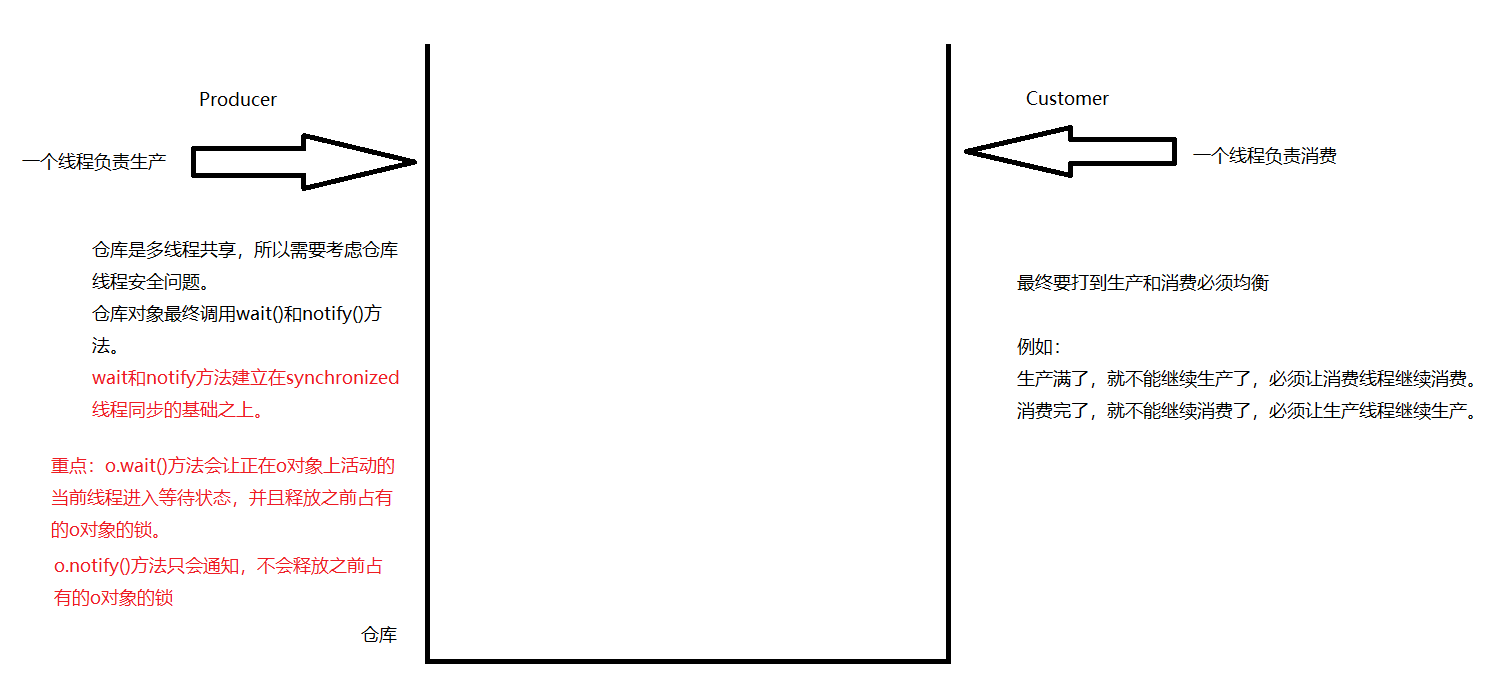 Producer
一个线程负责生产
仓库是多线程共享，所以需要考虑仓库
线程安全问题。
仓库对象最终调用wait()和notify()方
法。
wait和notify方法建立在synchronized
线程同步的基础之上。
重点：o.wait()方法会让正在o对象上活动的
当前线程进入等待状态，并且释放之前占有
的o对象的锁。
o.notify()方法只会通知，不会释放之前占
有的o对象的锁
仓库
Customer
一个线程负责消费
最终要打到生产和消费必须均衡
例如：
生产满了，就不能继续生产了，必须让消费线程继续消费。
消费完了，就不能继续消费了，必须让生产线程继续生产。